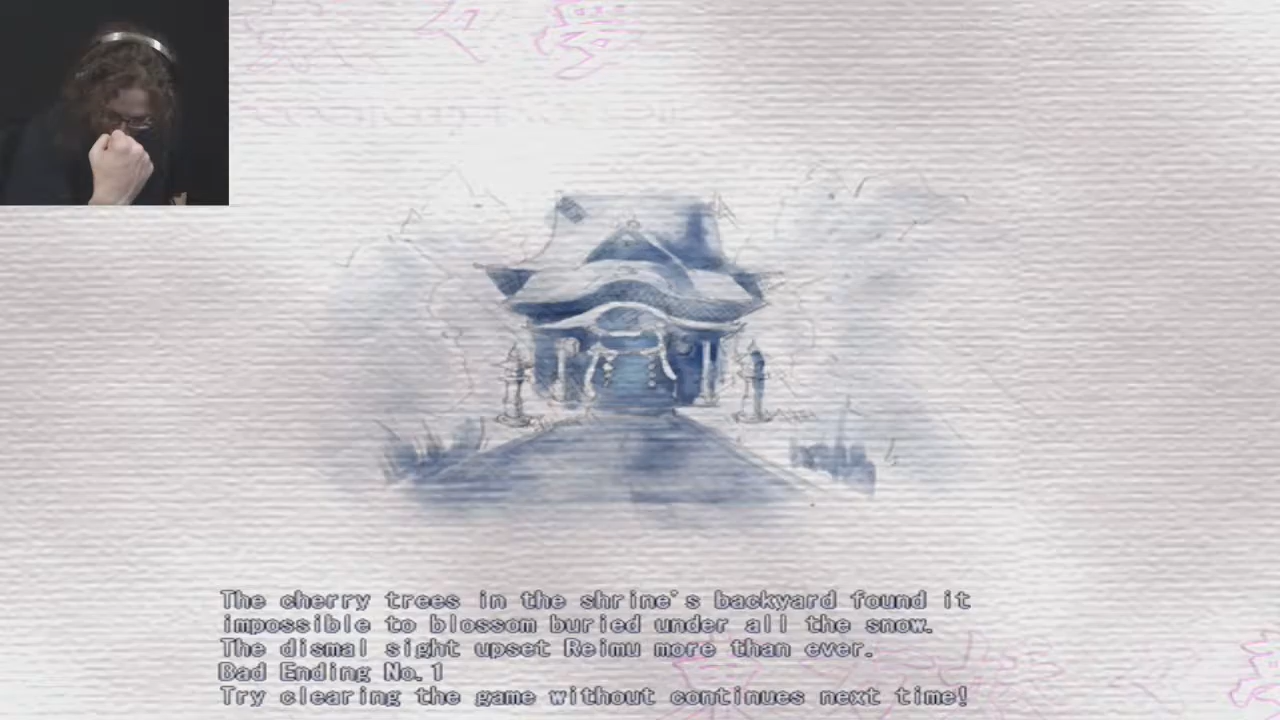 夢
The cherry trees in the shrine's backyard found it
impossible to blossom buried under all the snow.
The dismal sight upset Reimu more than ever.
Bad Ending No.1
Try clearing the game without continues next time!